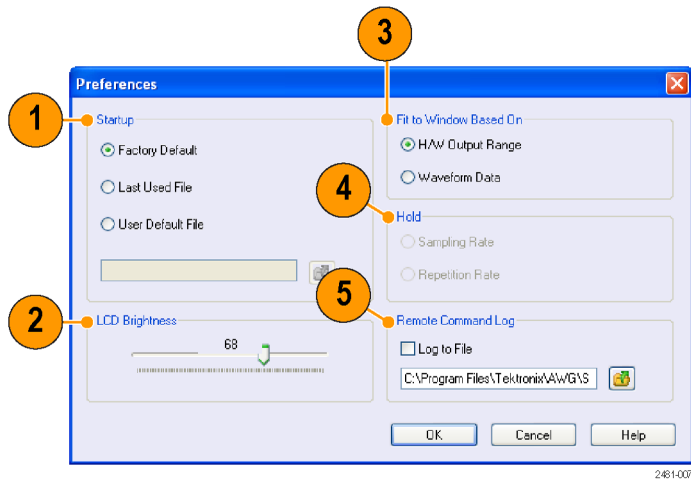 3
Preferences
1
Startup
Factory Default
Last Used File
User Default File
Fit to Window Based On
H/W Output Range
Waveform Data
4
Hold
Sampling Rate
Repetition Rate
2
LCD Brightness
68
5
Remote Command Log
Log to File
C:\Program Files\Tektronix\AWG\S
OK Cancel Help
2481-007